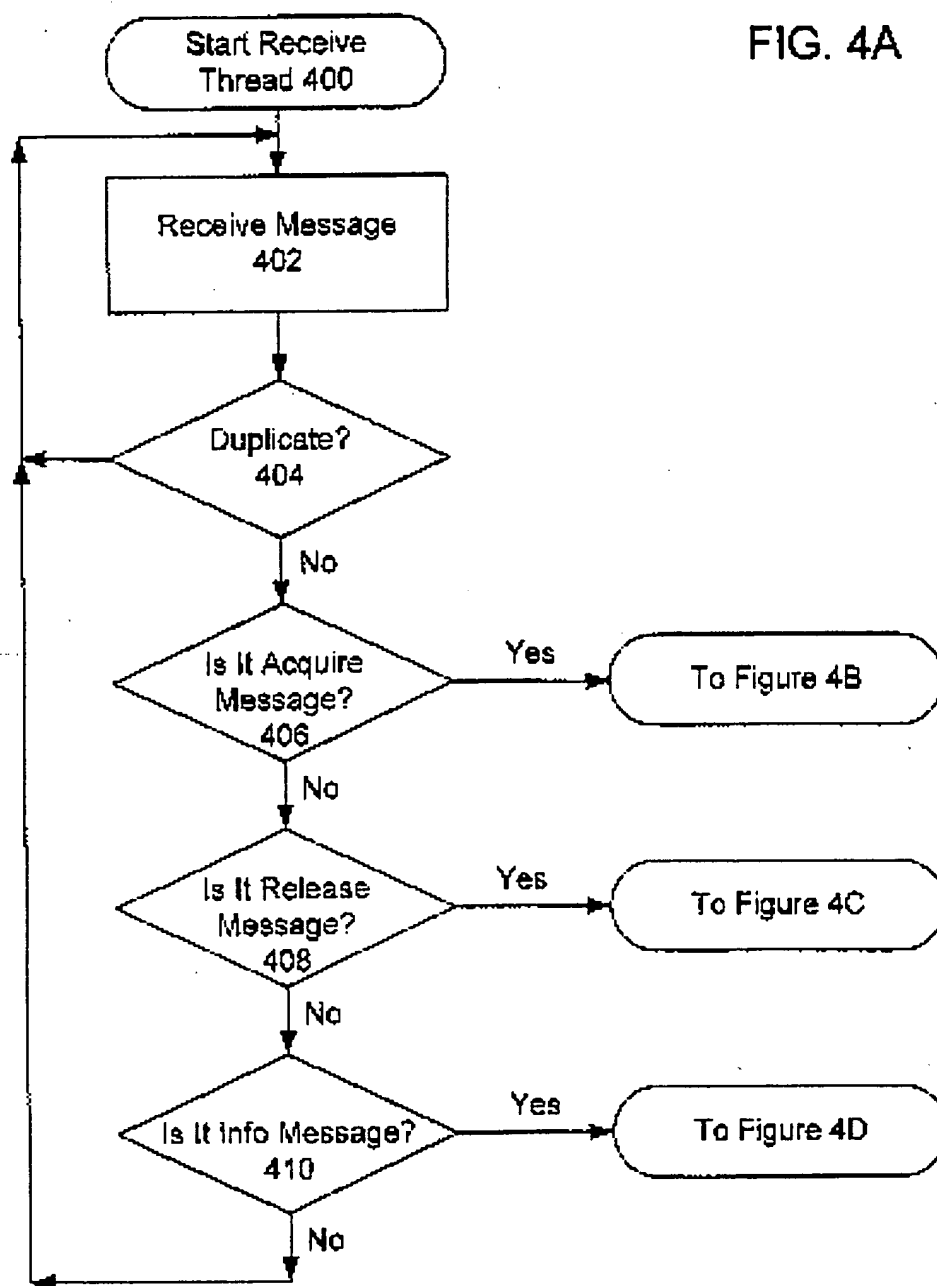 FIG. 4A
Start Receive
Thread 400
Receive Message
402
Duplicate?
404
No
Is It Acquire
Message?
406
Yes
To Figure 4B
No
Is It Release
Message?
408
Yes
To Figure 4C
No
Is It Info Message?
410
Yes
To Figure 4D
No